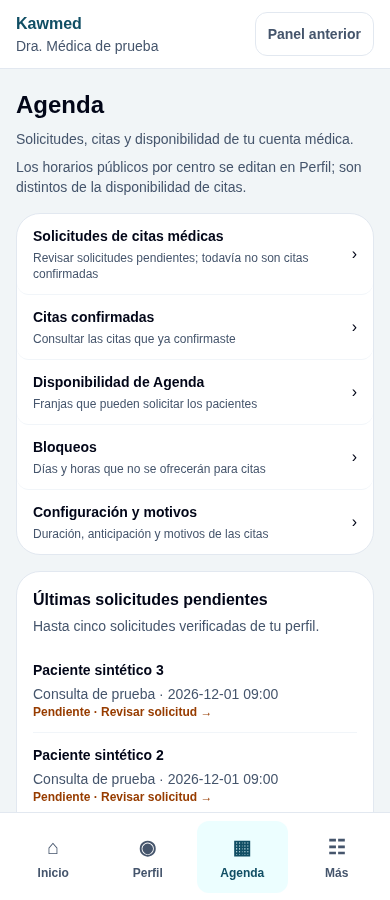 Kawmed
Dra. Médica de prueba
Panel anterior
Agenda
Solicitudes, citas y disponibilidad de tu cuenta médica.
Los horarios públicos por centro se editan en Perfil; son
distintos de la disponibilidad de citas.
Solicitudes de citas médicas
Revisar solicitudes pendientes; todavía no son citas
confirmadas
›
Citas confirmadas
Consultar las citas que ya confirmaste
›
Disponibilidad de Agenda
Franjas que pueden solicitar los pacientes
›
Bloqueos
Días y horas que no se ofrecerán para citas
›
Configuración y motivos
Duración, anticipación y motivos de las citas
›
Últimas solicitudes pendientes
Hasta cinco solicitudes verificadas de tu perfil.
Paciente sintético 3
Consulta de prueba · 2026-12-01 09:00
Pendiente · Revisar solicitud →
Paciente sintético 2
Consulta de prueba · 2026-12-01 09:00
Pendiente · Revisar solicitud →
Inicio
Perfil
Agenda
Más